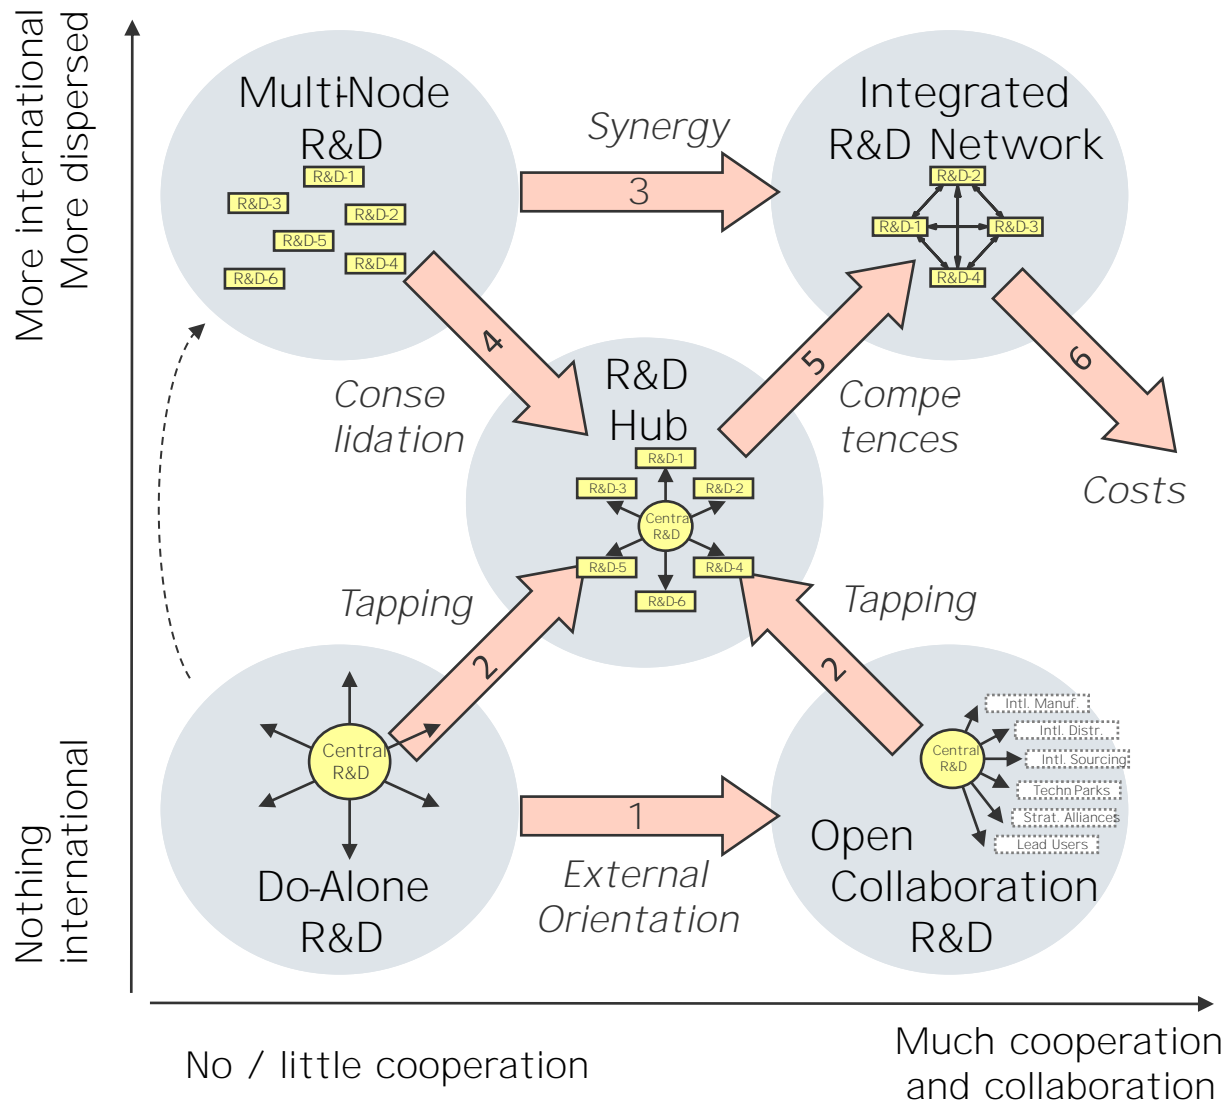 More international
More dispersed
Nothing
international
Multi-Node
R&D
R&D-1
R&D-3
R&D-2
R&D-5
R&D-4
R&D-6
Synergy
3
Integrated
R&D Network
R&D-2
R&D-1
R&D-3
R&D-4
4
Conso-
lidation
5
Compe
tences
6
Costs
R&D
Hub
R&D-1
R&D-3
R&D-2
Central
R&D
R&D-5
R&D-4
R&D-6
Tapping
2
Tapping
2
Central
R&D
Do-Alone
R&D
1
External
Orientation
Central
R&D
Intl. Manuf.
Intl. Distr.
Intl. Sourcing
Techn Parks
Strat. Alliances
Lead Users
Open
Collaboration
R&D
No / little cooperation
Much cooperation
and collaboration